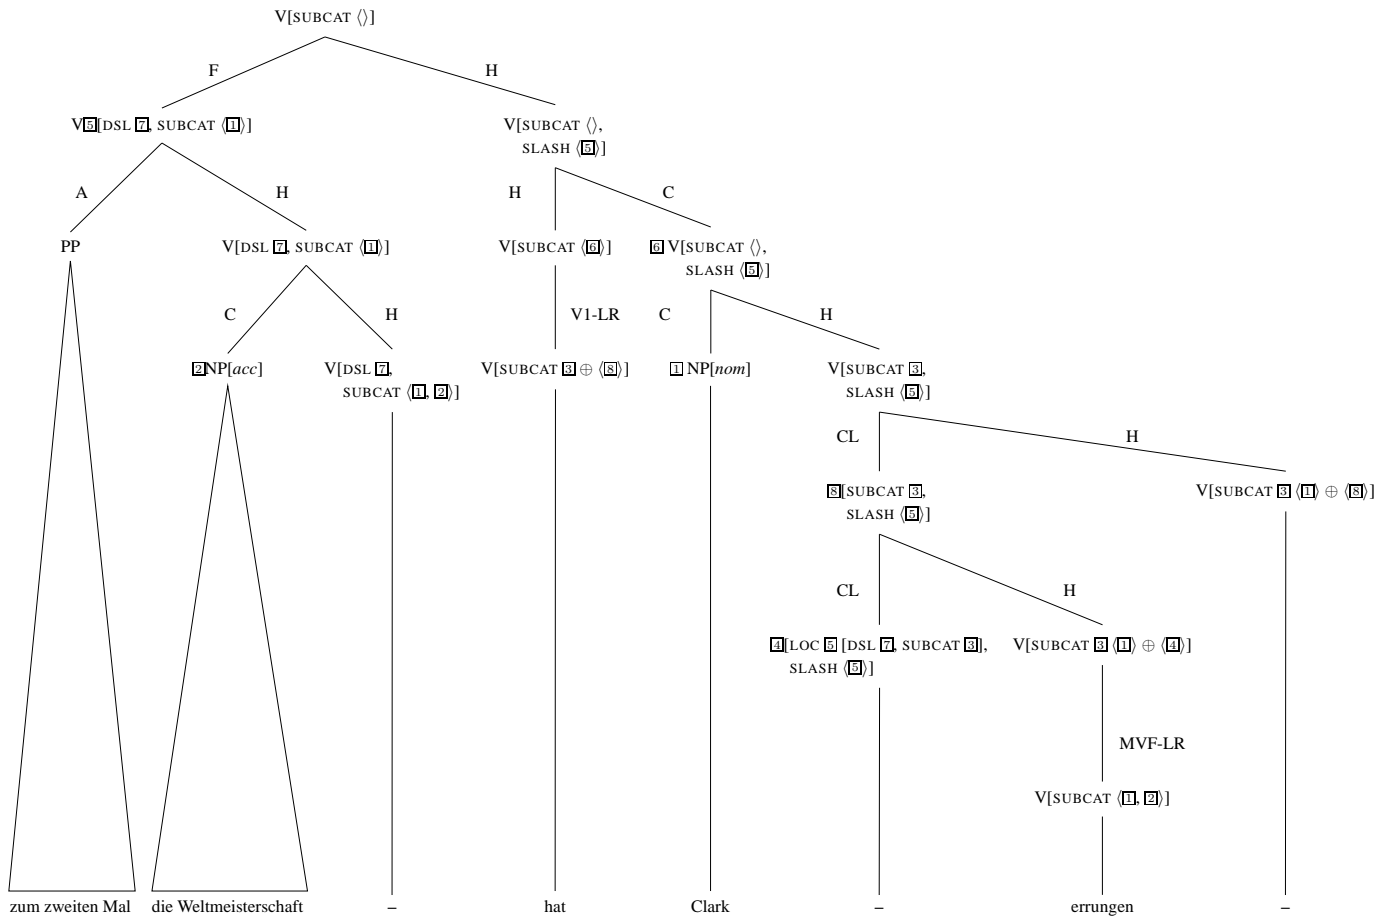 V[SUBCAT ⟨⟩]
F H
V[5][DSL [7], SUBCAT ⟨[1]⟩] V[SUBCAT ⟨⟩,
SLASH ⟨[5]⟩]
A H H C
PP V[DSL [7], SUBCAT ⟨[1]⟩] V[SUBCAT ⟨[6]⟩] [6] V[SUBCAT ⟨⟩,
SLASH ⟨[5]⟩]
C H V1-LR C H
[2]NP[acc] V[DSL [7], V[SUBCAT [3] ⊕ ⟨[8]⟩] [1] NP[nom] V[SUBCAT [3],
SUBCAT ⟨[1], [2]⟩] SLASH ⟨[5]⟩]
CL H
[8][SUBCAT [3], V[SUBCAT [3] ⟨[1]⟩ ⊕ ⟨[8]⟩]
SLASH ⟨[5]⟩]
CL H
[4][LOC [5] [DSL [7], SUBCAT [3]], V[SUBCAT [3] ⟨[1]⟩ ⊕ ⟨[4]⟩]
SLASH ⟨[5]⟩]
MVF-LR
V[SUBCAT ⟨[1], [2]⟩]
zum zweiten Mal die Weltmeisterschaft – hat Clark – errungen –